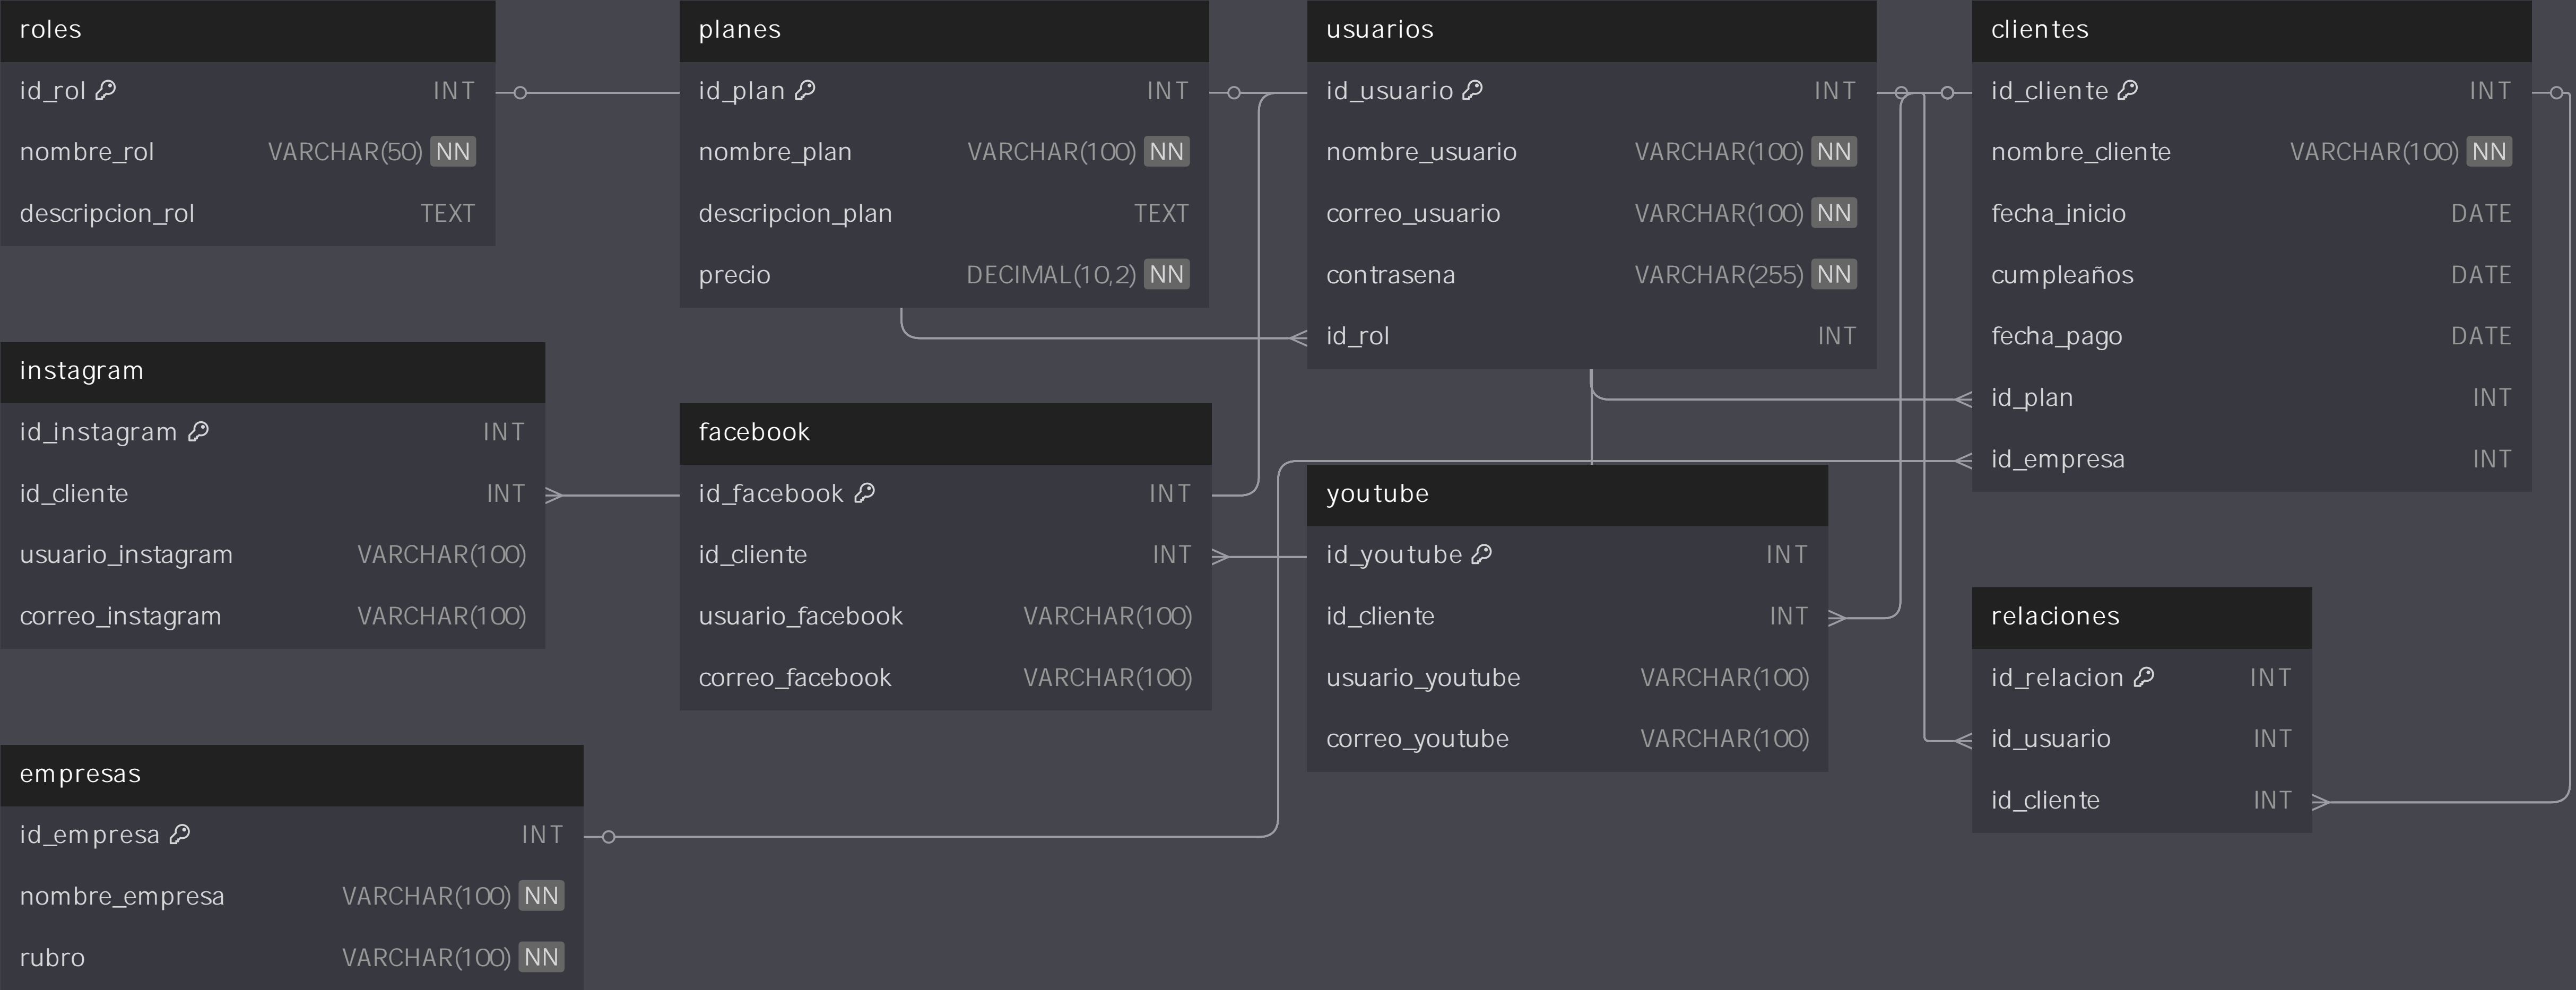 roles
id_rol INT
nombre_rol VARCHAR(50) NN
descripcion_rol TEXT
planes
id_plan INT
nombre_plan VARCHAR(100) NN
descripcion_plan TEXT
precio DECIMAL(10,2) NN
usuarios
id_usuario INT
nombre_usuario VARCHAR(100) NN
correo_usuario VARCHAR(100) NN
contrasena VARCHAR(255) NN
id_rol INT
clientes
id_cliente INT
nombre_cliente VARCHAR(100) NN
fecha_inicio DATE
cumpleaños DATE
fecha_pago DATE
id_plan INT
id_empresa INT
instagram
id_instagram INT
id_cliente INT
usuario_instagram VARCHAR(100)
correo_instagram VARCHAR(100)
facebook
id_facebook INT
id_cliente INT
usuario_facebook VARCHAR(100)
correo_facebook VARCHAR(100)
youtube
id_youtube INT
id_cliente INT
usuario_youtube VARCHAR(100)
correo_youtube VARCHAR(100)
relaciones
id_relacion INT
id_usuario INT
id_cliente INT
empresas
id_empresa INT
nombre_empresa VARCHAR(100) NN
rubro VARCHAR(100) NN